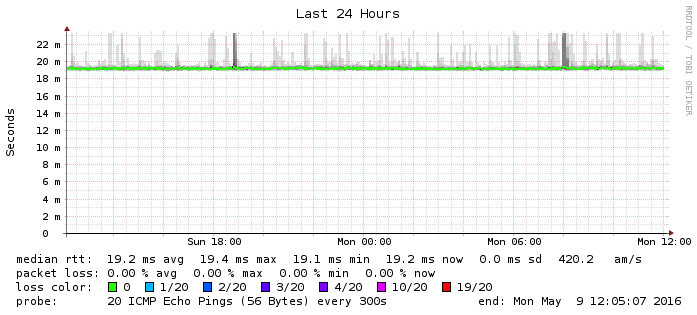 Last 24 Hours
RRDTOOL / TOBI OETIKER
Seconds
22 m
20 m
18 m
16 m
14 m
12 m
10 m
8 m
6 m
4 m
2 m
0
Sun 18:00 Mon 00:00 Mon 06:00 Mon 12:00
median rtt: 19.2 ms avg 19.4 ms max 19.1 ms min 19.2 ms now 0.0 ms sd 420.2 am/s
packet loss: 0.00 % avg 0.00 % max 0.00 % min 0.00 % now
loss color: 0 1/20 2/20 3/20 4/20 10/20 19/20
probe: 20 ICMP Echo Pings (56 Bytes) every 300s end: Mon May 9 12:05:07 2016